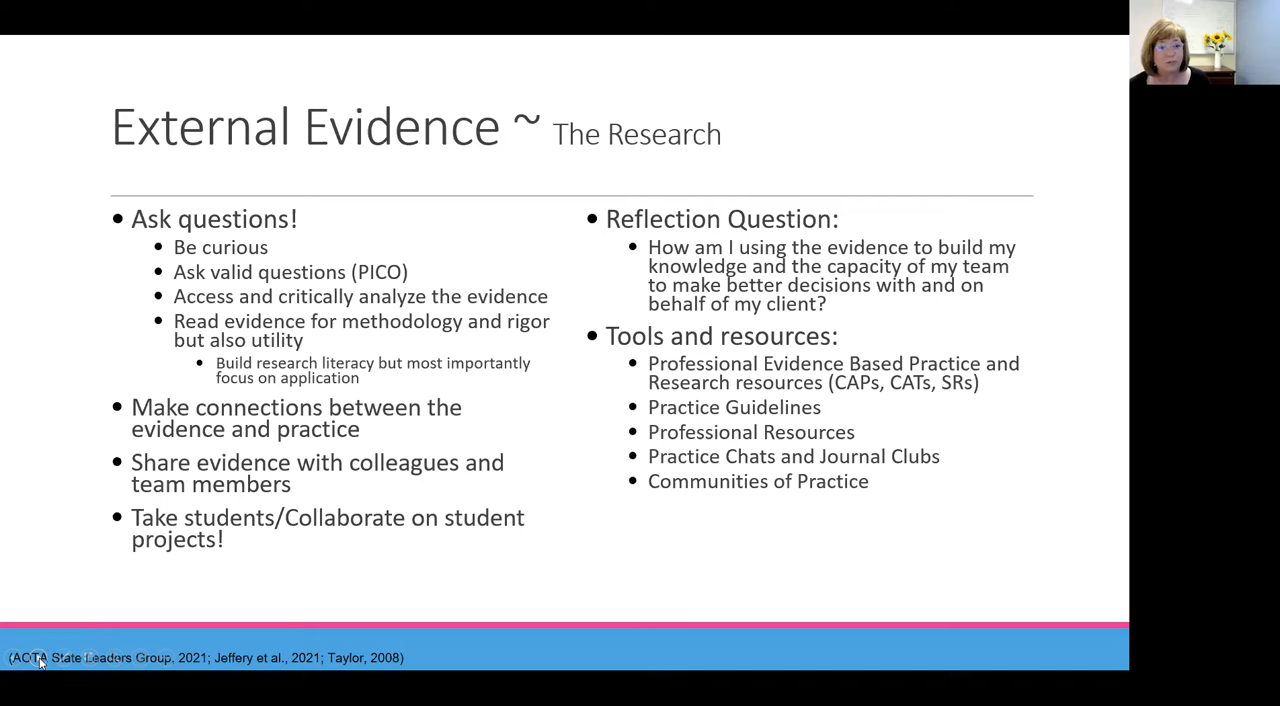 External Evidence ~ The Research
• Ask questions!
• Be curious
• Ask valid questions (PICO)
• Access and critically analyze the evidence
• Read evidence for methodology and rigor
but also utility
• Build research literacy but most importantly
focus on application
• Make connections between the
evidence and practice
• Share evidence with colleagues and
team members
• Take students/Collaborate on student
projects!
• Reflection Question:
• How am I using the evidence to build my
knowledge and the capacity of my team
to make better decisions with and on
behalf of my client?
• Tools and resources:
• Professional Evidence Based Practice and
Research resources (CAPs, CATs, SRs)
• Practice Guidelines
• Professional Resources
• Practice Chats and Journal Clubs
• Communities of Practice
(AOTA State Leaders Group, 2021; Jeffery et al., 2021; Taylor, 2008)